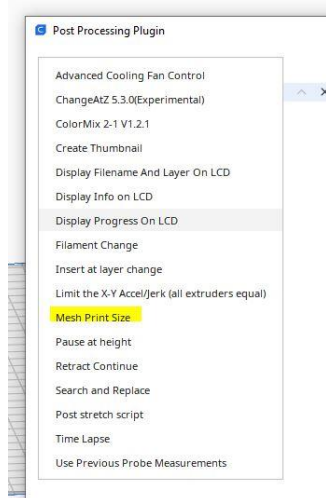 Post Processing Plugin
Advanced Cooling Fan Control
ChangeAtZ 5.3.0(Experimental)
ColorMix 2-1 V1.2.1
Create Thumbnail
Display Filename And Layer On LCD
Display Info on LCD
Display Progress On LCD
Filament Change
Insert at layer change
Limit the X-Y Accel/Jerk (all extruders equal)
Mesh Print Size
Pause at height
Retract Continue
Search and Replace
Post stretch script
Time Lapse
Use Previous Probe Measurements